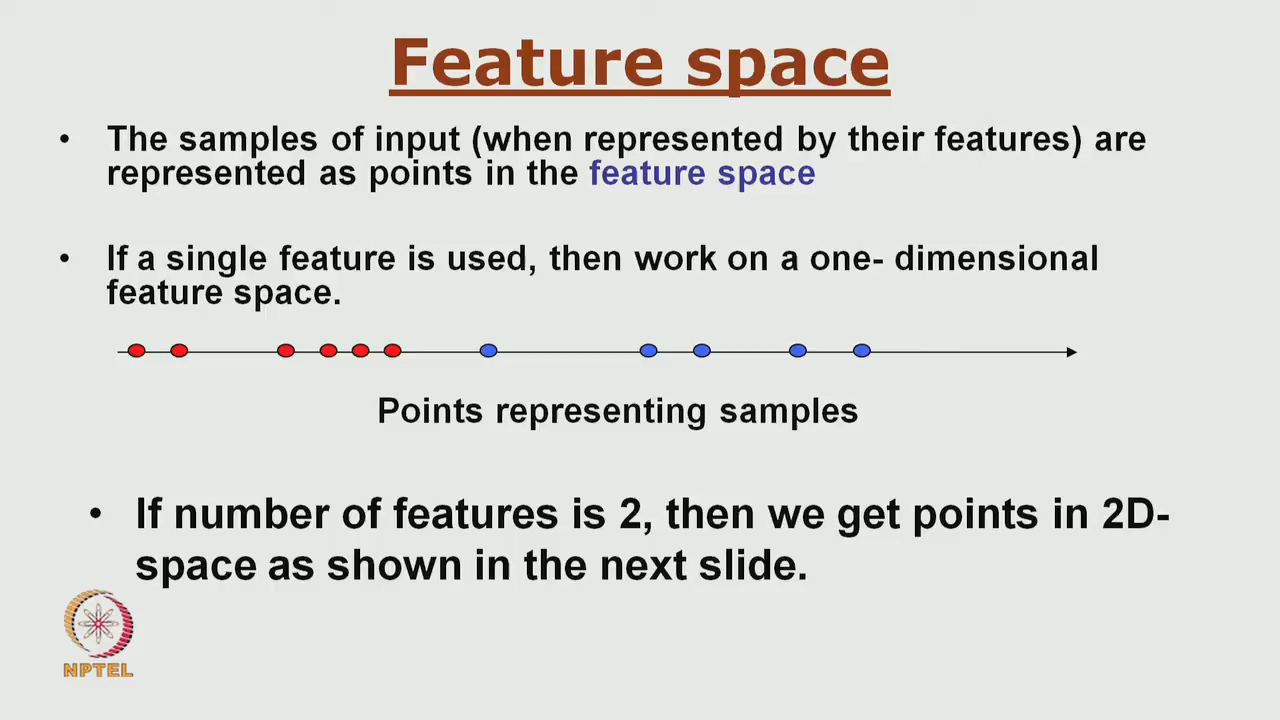 Feature space
• The samples of input (when represented by their features) are
represented as points in the feature space
• If a single feature is used, then work on a one- dimensional
feature space.
Points representing samples
• If number of features is 2, then we get points in 2D-
space as shown in the next slide.
NPTEL